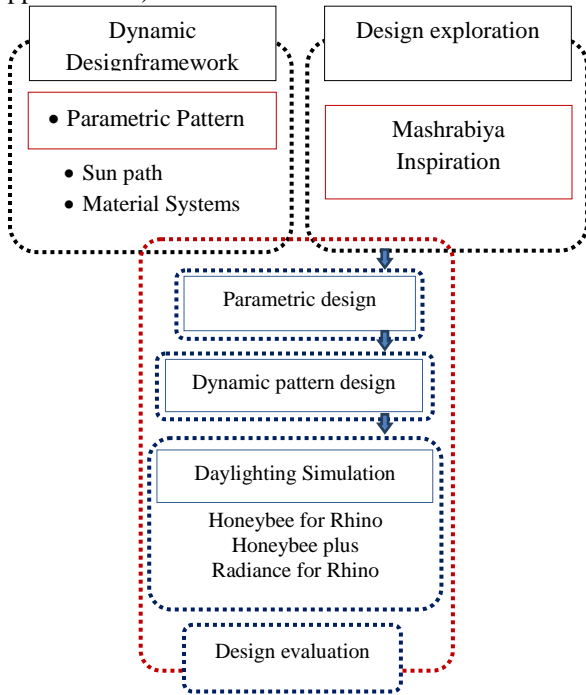 Dynamic
Designframework
• Parametric Pattern
• Sun path
• Material Systems
Design exploration
Mashrabiya
Inspiration
Parametric design
Dynamic pattern design
Daylighting Simulation
Honeybee for Rhino
Honeybee plus
Radiance for Rhino
Design evaluation